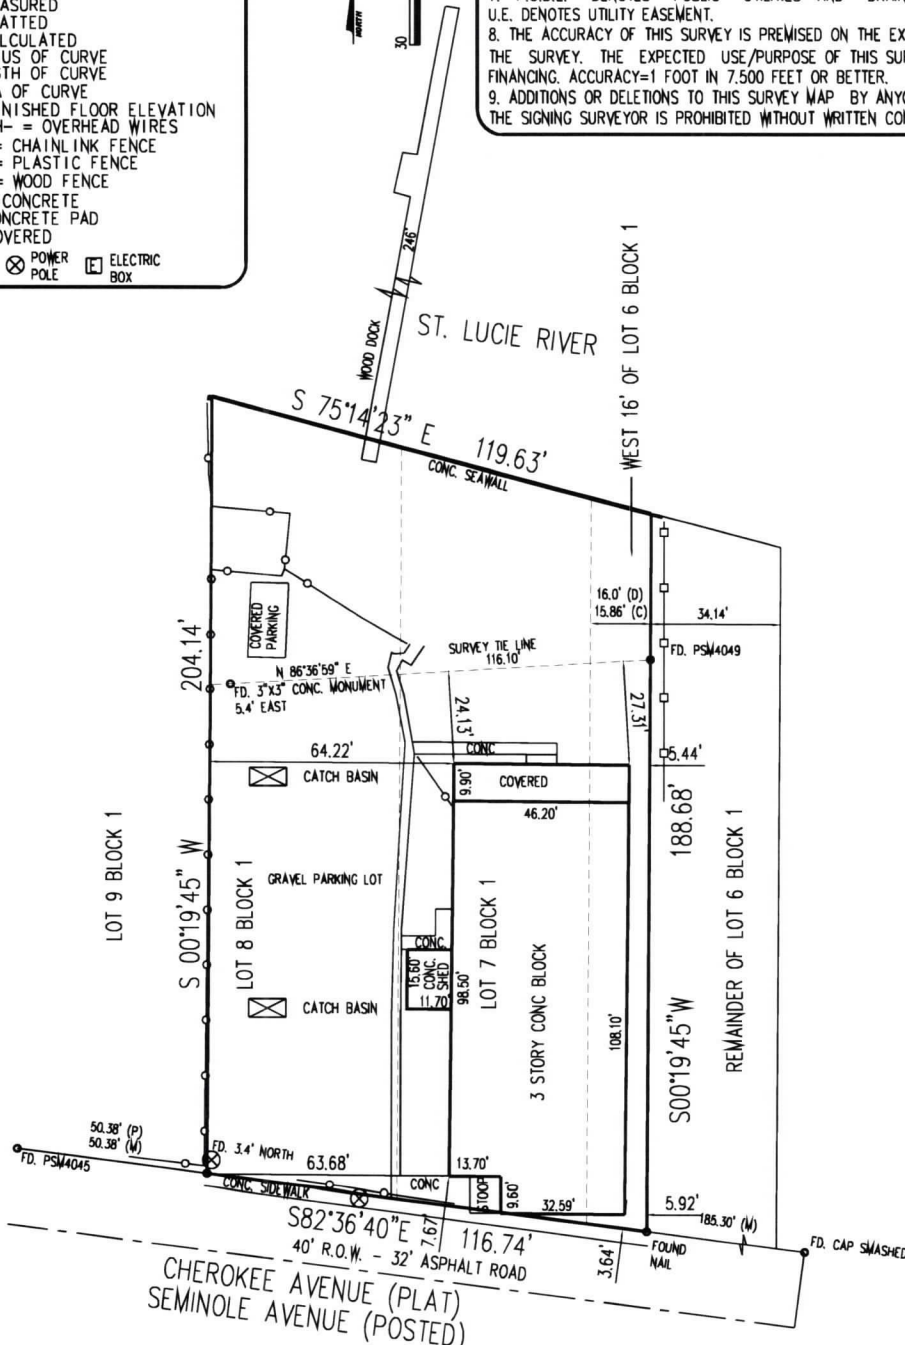 ASURED
ATTED
LCULATED
US OF CURVE
TH OF CURVE
A OF CURVE
NISHED FLOOR ELEVATION
H- = OVERHEAD WIRES
= CHAINLINK FENCE
= PLASTIC FENCE
= WOOD FENCE
CONCRETE
ONCRETE PAD
OVERED
POWER POLE
E ELECTRIC BOX
NORTH
30
U.E. DENOTES UTILITY EASEMENT.
8. THE ACCURACY OF THIS SURVEY IS PREMISED ON THE EX
THE SURVEY. THE EXPECTED USE/PURPOSE OF THIS SU
FINANCING. ACCURACY=1 FOOT IN 7.500 FEET OR BETTER.
9. ADDITIONS OR DELETIONS TO THIS SURVEY MAP BY ANYO
THE SIGNING SURVEYOR IS PROHIBITED WITHOUT WRITTEN CO
246'
WOOD DOCK
ST. LUCIE RIVER
WEST 16' OF LOT 6 BLOCK 1
S 75°14'23" E 119.63'
CONC. SEAWALL
16.0' (D)
15.86' (C)
34.14'
COVERED
PARKING
204.14'
SURVEY TIE LINE
116.10'
FD. PSM4049
N 86°36'59" E
FD. 3"X3" CONC. MONUMENT
5.4' EAST
24.13'
27.31'
64.22'
CONC
5.44'
CATCH BASIN
9.90'
COVERED
46.20'
188.68'
LOT 9 BLOCK 1
S 00°19'45" W
LOT 8 BLOCK 1
GRAVEL PARKING LOT
CONC.
15.60'
CONC.
SHED
11.70'
98.50'
LOT 7 BLOCK 1
3 STORY CONC BLOCK
108.10'
S00°19'45"W
REMAINDER OF LOT 6 BLOCK 1
CATCH BASIN
50.38' (P)
50.38' (M)
FD. PSM4045
FD. 3.4' NORTH
63.68'
CONC
13.70'
STOOP
9.60'
32.59'
5.92'
185.30' (M)
CONC. SIDEWALK
S82°36'40"E 116.74'
7.67'
3.64'
FOUND
NAIL
FD. CAP SMASHED
40' R.O.W. - 32' ASPHALT ROAD
CHEROKEE AVENUE (PLAT)
SEMINOLE AVENUE (POSTED)